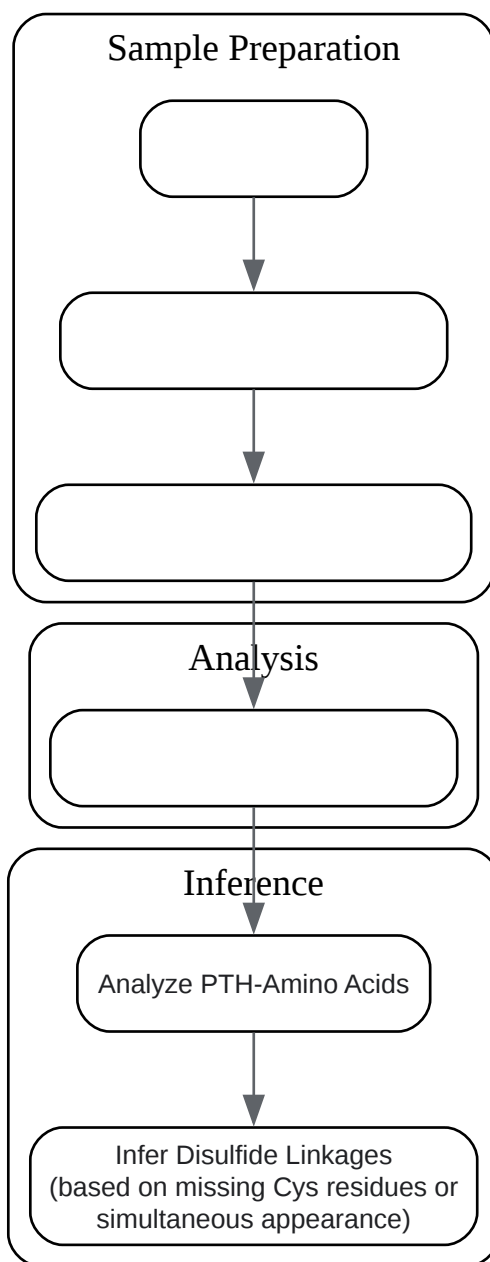 Sample Preparation
Analysis
Inference
Analyze PTH-Amino Acids
Infer Disulfide Linkages
(based on missing Cys residues or
simultaneous appearance)